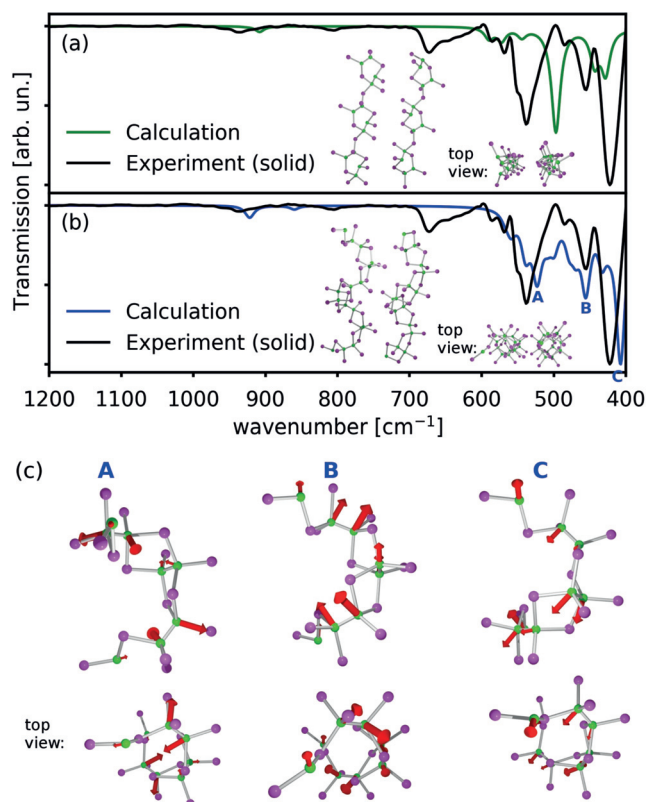 (a)
Calculation
Experiment (solid)
top
view:
Transmission [arb. un.]
(b)
Calculation
Experiment (solid)
top
view:
A
B
C
1200 1100 1000 900 800 700 600 500 400
wavenumber [cm⁻¹]
(c)
A B C
top
view: